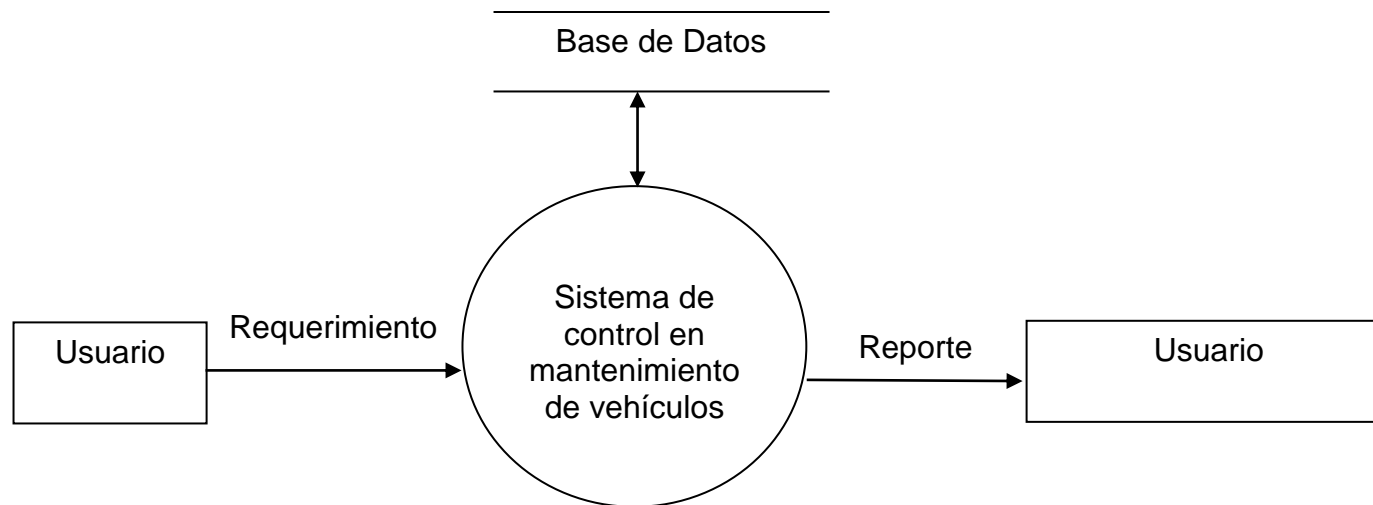 Base de Datos
Usuario
Requerimiento
Sistema de
control en
mantenimiento
de vehículos
Reporte
Usuario